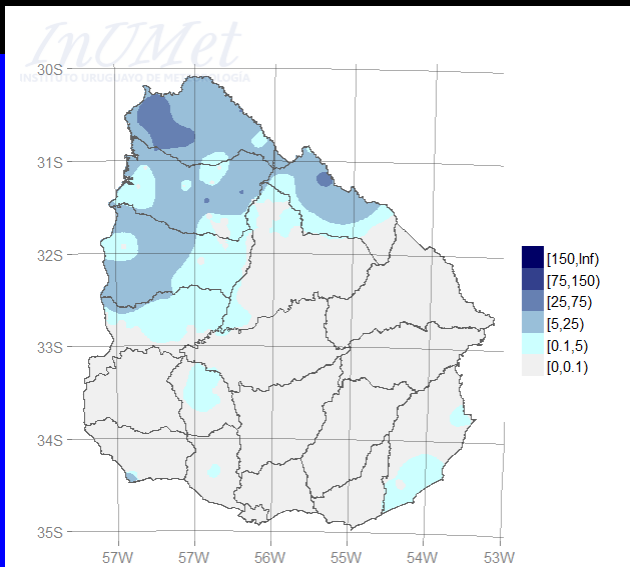 InUMet
INSTITUTO URUGUAYO DE METEOROLOGÍA
30S
31S
32S
33S
34S
35S
57W
57W
56W
55W
54W
53W
[150,Inf)
[75,150)
[25,75)
[5,25)
[0.1,5)
[0,0.1)